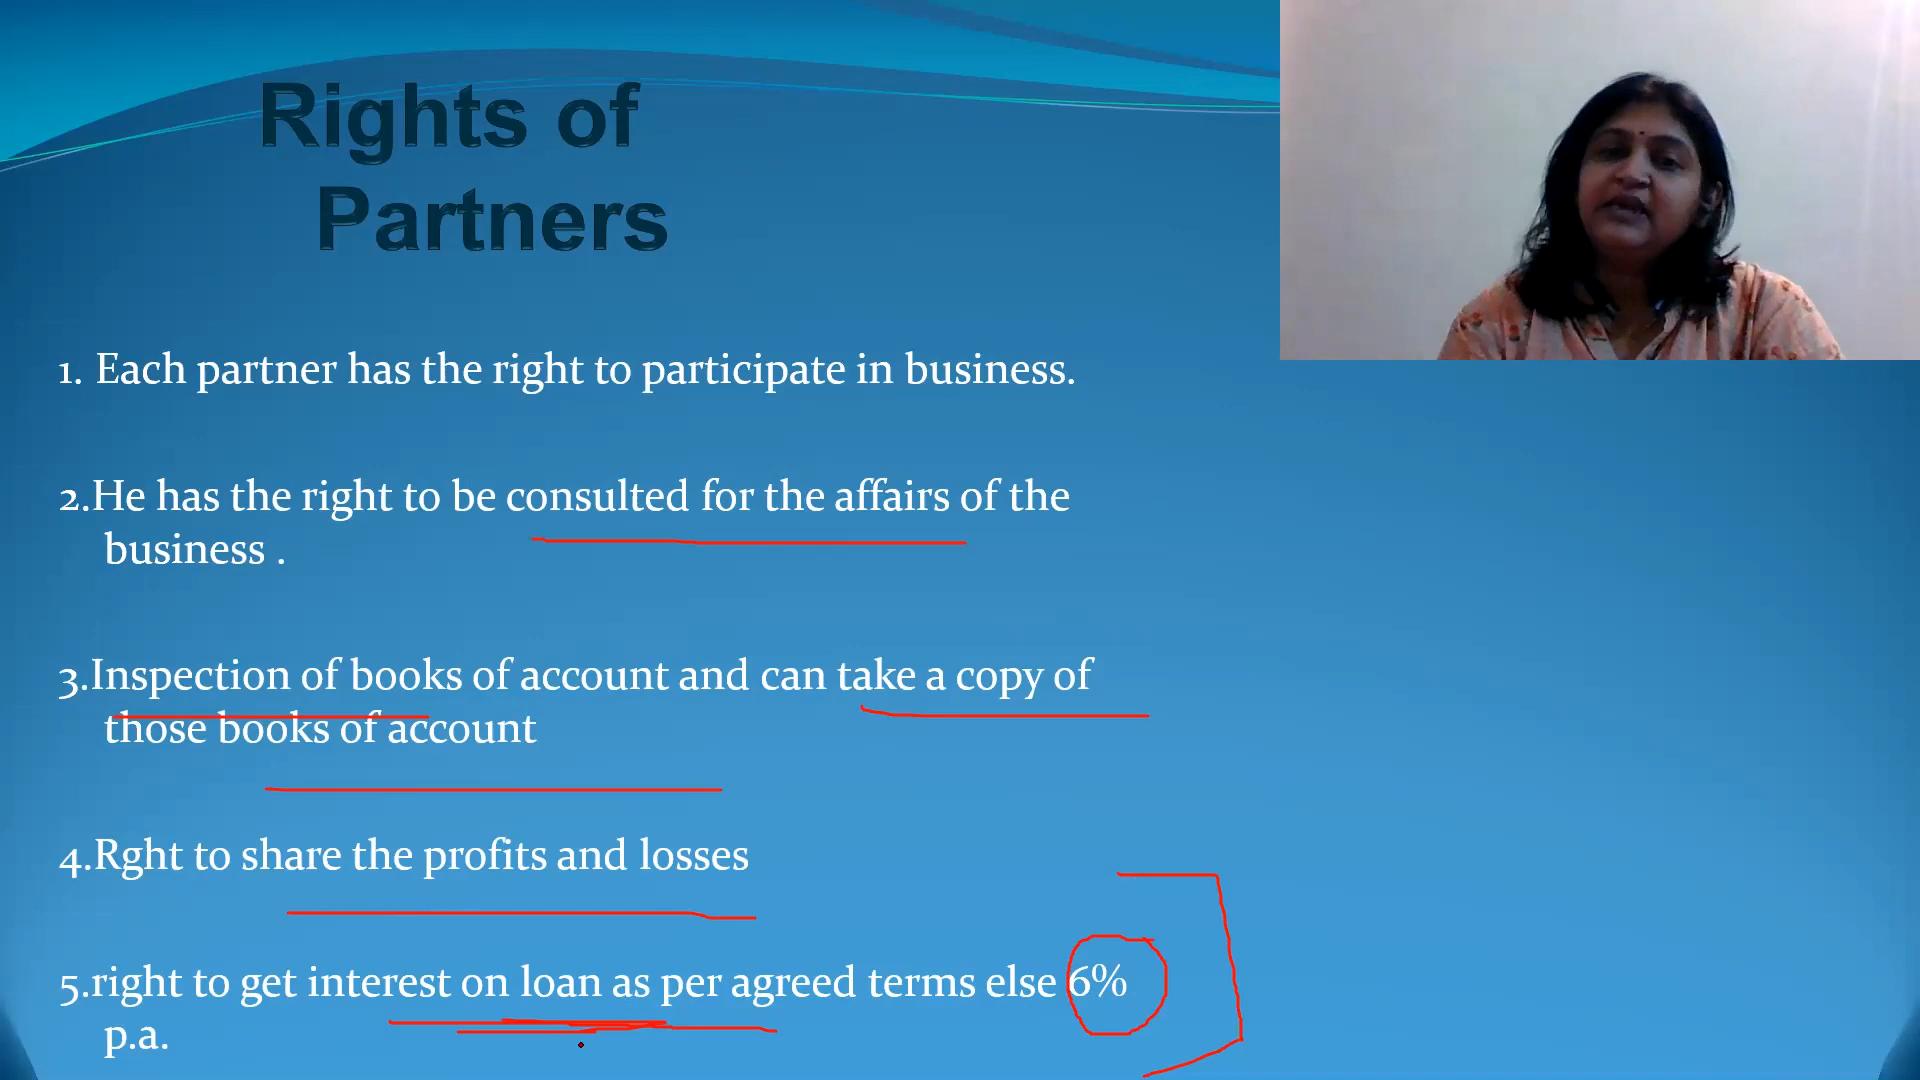 Rights of
Partners
1. Each partner has the right to participate in business.
2.He has the right to be consulted for the affairs of the
business .
3.Inspection of books of account and can take a copy of
those books of account
4.Rght to share the profits and losses
5.right to get interest on loan as per agreed terms else 6%
p.a.